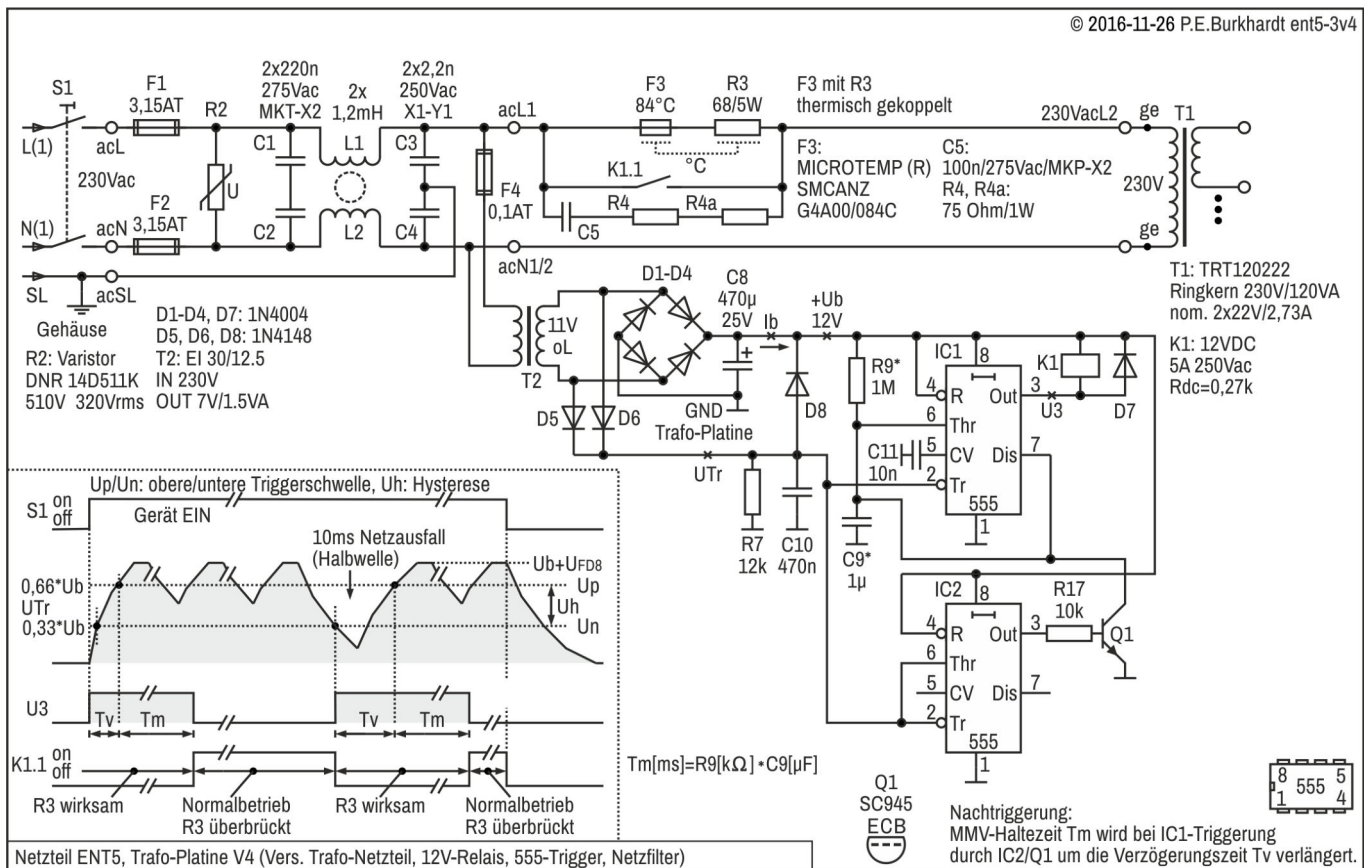 © 2016-11-26 P.E.Burkhardt ent5-3v4
S1
F1
3,15AT
R2
2x220n
275Vac
MKT-X2
2x
1,2mH
2x2,2n
250Vac
X1-Y1
acL1
F3
84°C
R3
68/5W
F3 mit R3
thermisch gekoppelt
230VacL2
ge
T1
L(1)
acL
C1
L1
C3
°C
F3:
MICROTEMP (R)
SMCANZ
G4A00/084C
C5:
100n/275Vac/MKP-X2
R4, R4a:
75 Ohm/1W
230V
230Vac
U
F4
0,1AT
K1.1
R4
R4a
C5
F2
3,15AT
N(1)
acN
C2
L2
C4
acN1/2
ge
SL
acSL
Gehäuse
D1-D4, D7: 1N4004
D5, D6, D8: 1N4148
T2: EI 30/12.5
IN 230V
OUT 7V/1.5VA
R2: Varistor
DNR 14D511K
510V 320Vrms
11V
oL
T2
D1-D4
C8
470µ
25V
+
Ib
+Ub
12V
T1: TRT120222
Ringkern 230V/120VA
nom. 2x22V/2,73A
K1: 12VDC
5A 250Vac
Rdc=0,27k
D5
D6
GND
Trafo-Platine
D8
R9*
1M
IC1
8
4
R
Out
3
K1
U3
D7
6
Thr
C11
10n
5
CV
Dis
7
2
Tr
555
1
UTr
R7
12k
C10
470n
C9*
1µ
IC2
8
4
R
Out
3
R17
10k
Q1
6
Thr
5
CV
Dis
7
2
Tr
555
1
Up/Un: obere/untere Triggerschwelle, Uh: Hysterese
S1 on
off
Gerät EIN
10ms Netzausfall
(Halbwelle)
Ub+UFD8
0,66*Ub
Up
UTr
Uh
0,33*Ub
Un
U3
Tv
Tm
Tv
Tm
K1.1 on
off
R3 wirksam
Normalbetrieb
R3 überbrückt
R3 wirksam
Normalbetrieb
R3 überbrückt
Tm[ms]=R9[kΩ]*C9[µF]
Q1
SC945
ECB
8
5
555
1
4
Nachtriggerung:
MMV-Haltezeit Tm wird bei IC1-Triggerung
durch IC2/Q1 um die Verzögerungszeit Tv verlängert.
Netzteil ENT5, Trafo-Platine V4 (Vers. Trafo-Netzteil, 12V-Relais, 555-Trigger, Netzfilter)